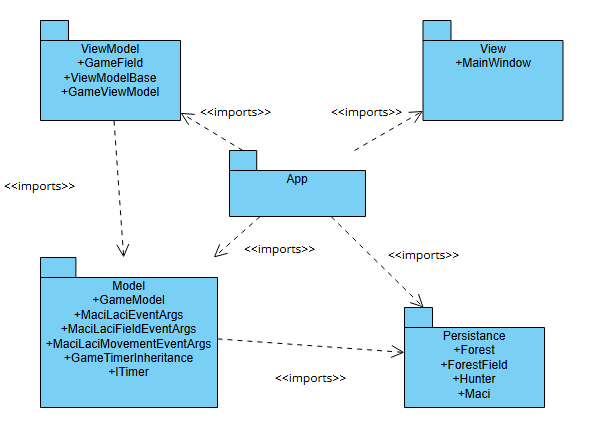 ViewModel
+GameField
+ViewModelBase
+GameViewModel
View
+MainWindow
<<imports>>
<<imports>>
App
<<imports>>
<<imports>>
<<imports>>
Model
+GameModel
+MaciLaciEventArgs
+MaciLaciFieldEventArgs
+MaciLaciMovementEventArgs
+GameTimerInheritance
+ITimer
Persistance
+Forest
+ForestField
+Hunter
+Maci
<<imports>>